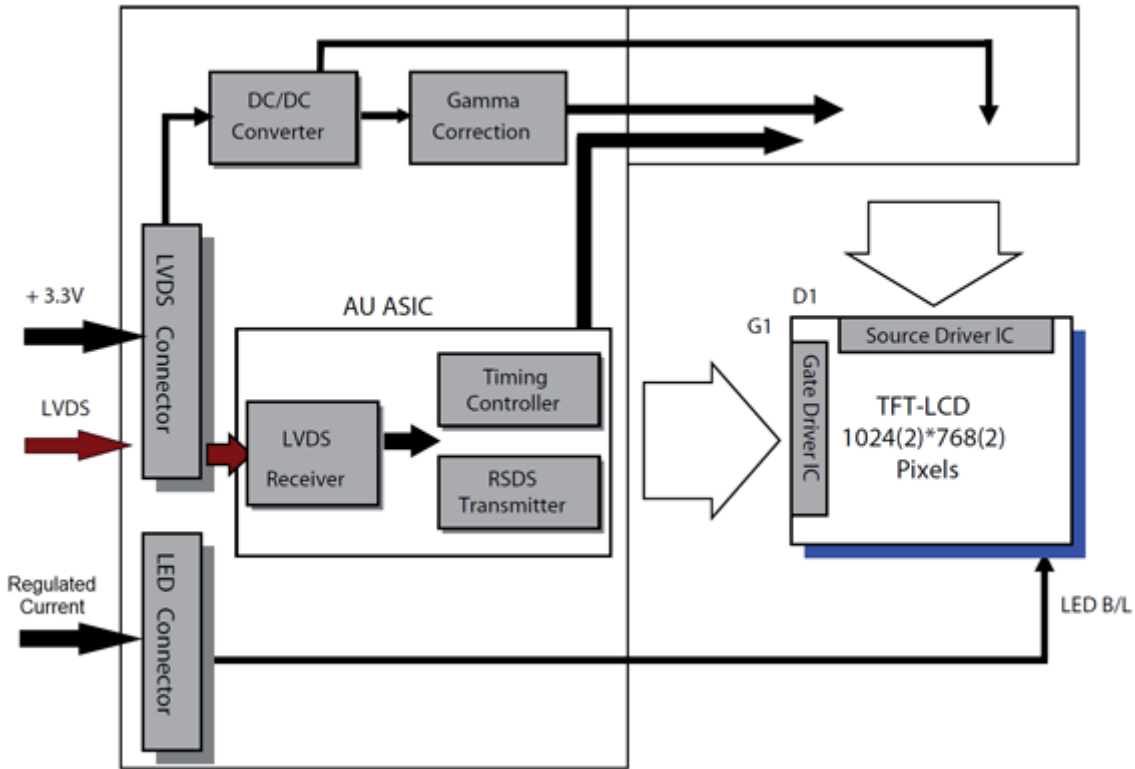 DC/DC
Converter
Gamma
Correction
LVDS Connector
+ 3.3V
LVDS
AU ASIC
Timing
Controller
LVDS
Receiver
RSDS
Transmitter
D1
G1
Source Driver IC
Gate Driver IC
TFT-LCD
1024(2)*768(2)
Pixels
LED Connector
Regulated
Current
LED B/L